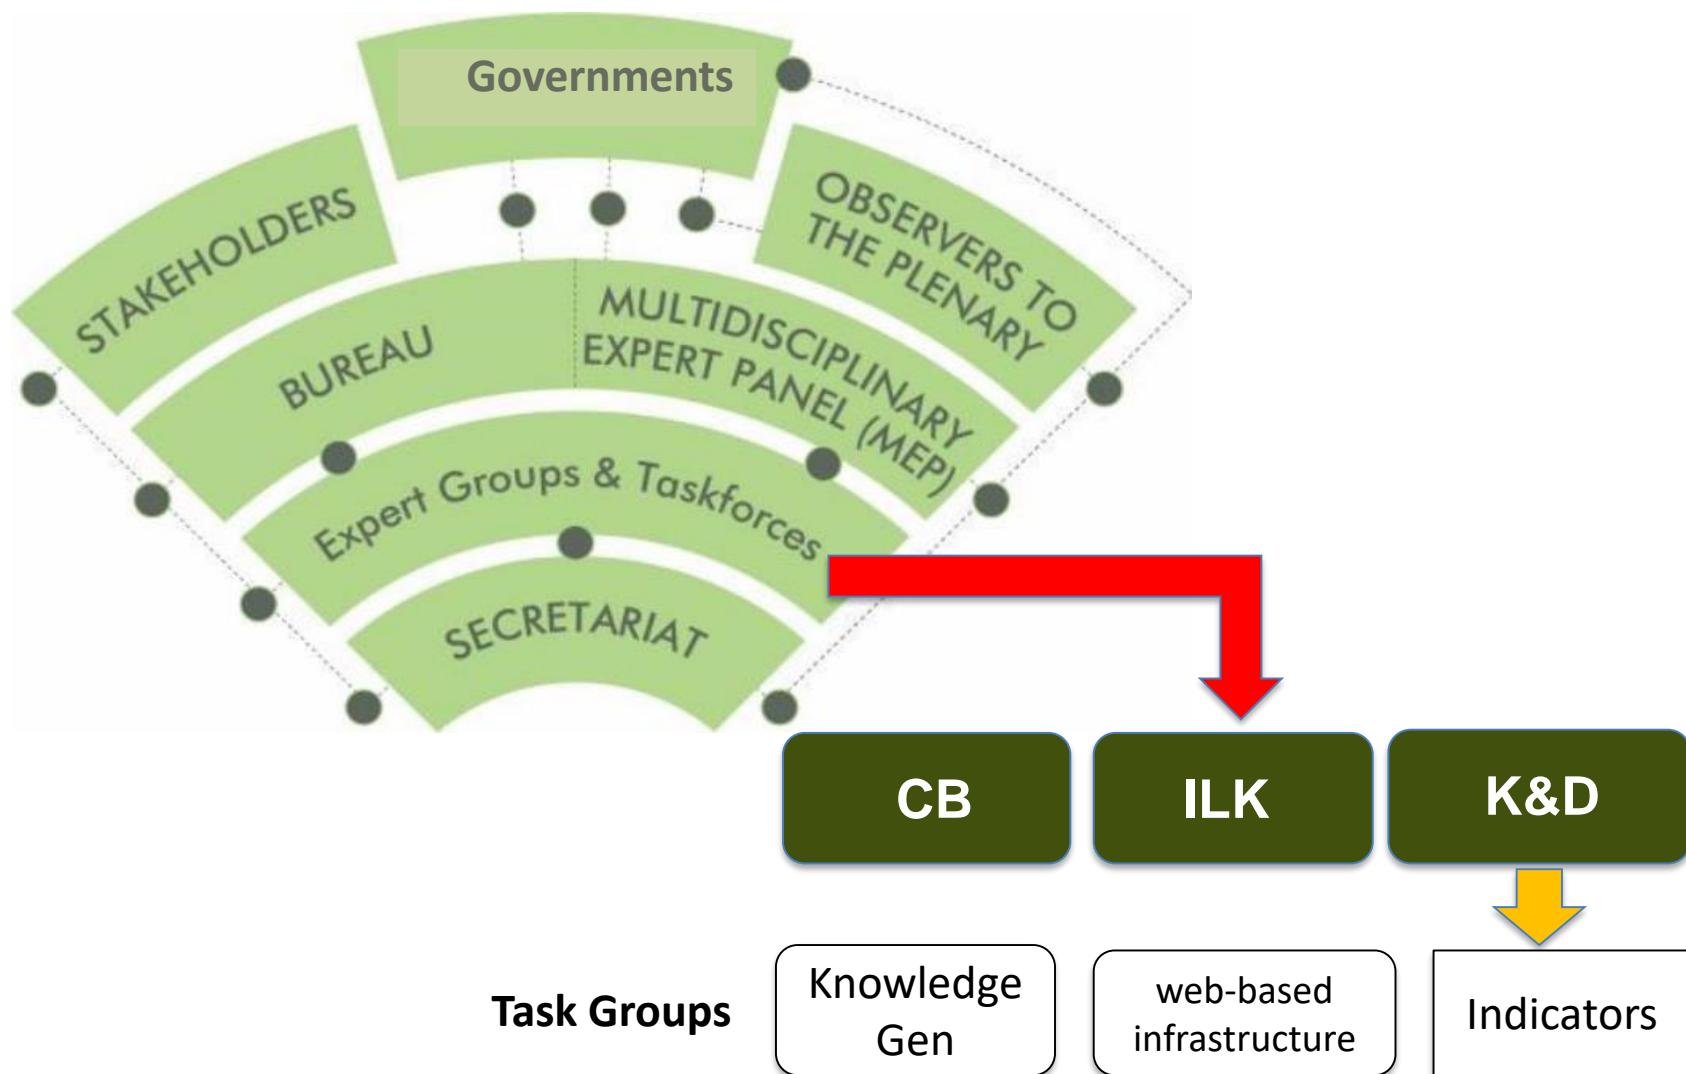 Governments
STAKEHOLDERS
OBSERVERS TO
THE PLENARY
BUREAU
MULTIDISCIPLINARY
EXPERT PANEL (MEP)
Expert Groups & Taskforces
SECRETARIAT
CB
ILK
K&D
Task Groups
Knowledge
Gen
web-based
infrastructure
Indicators